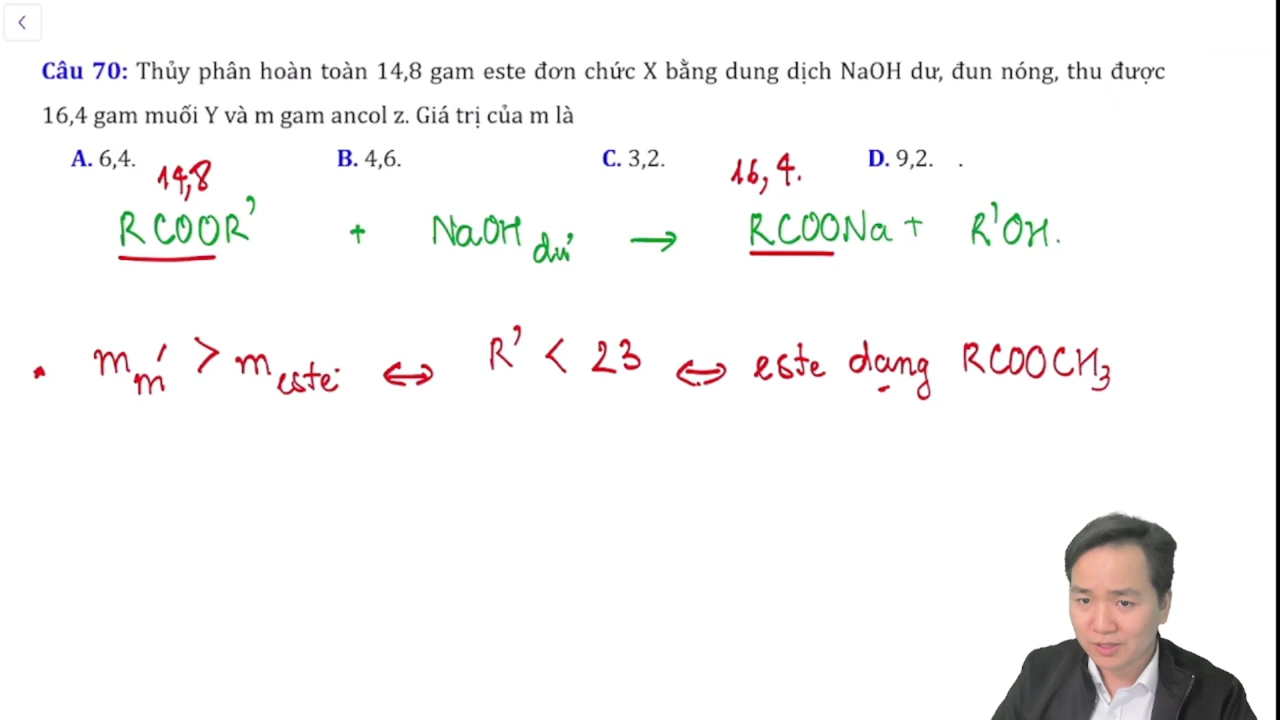 Câu 70: Thủy phân hoàn toàn 14,8 gam este đơn chức X bằng dung dịch NaOH dư, đun nóng, thu được
16,4 gam muối Y và m gam ancol z. Giá trị của m là
A. 6,4. B. 4,6. C. 3,2. D. 9,2. .
14,8 16,4.
RCOOR' + NaOH dư → RCOONa + R'OH.
. m m' > m este ⇔ R' < 23 ⇔ este dạng RCOOCH3